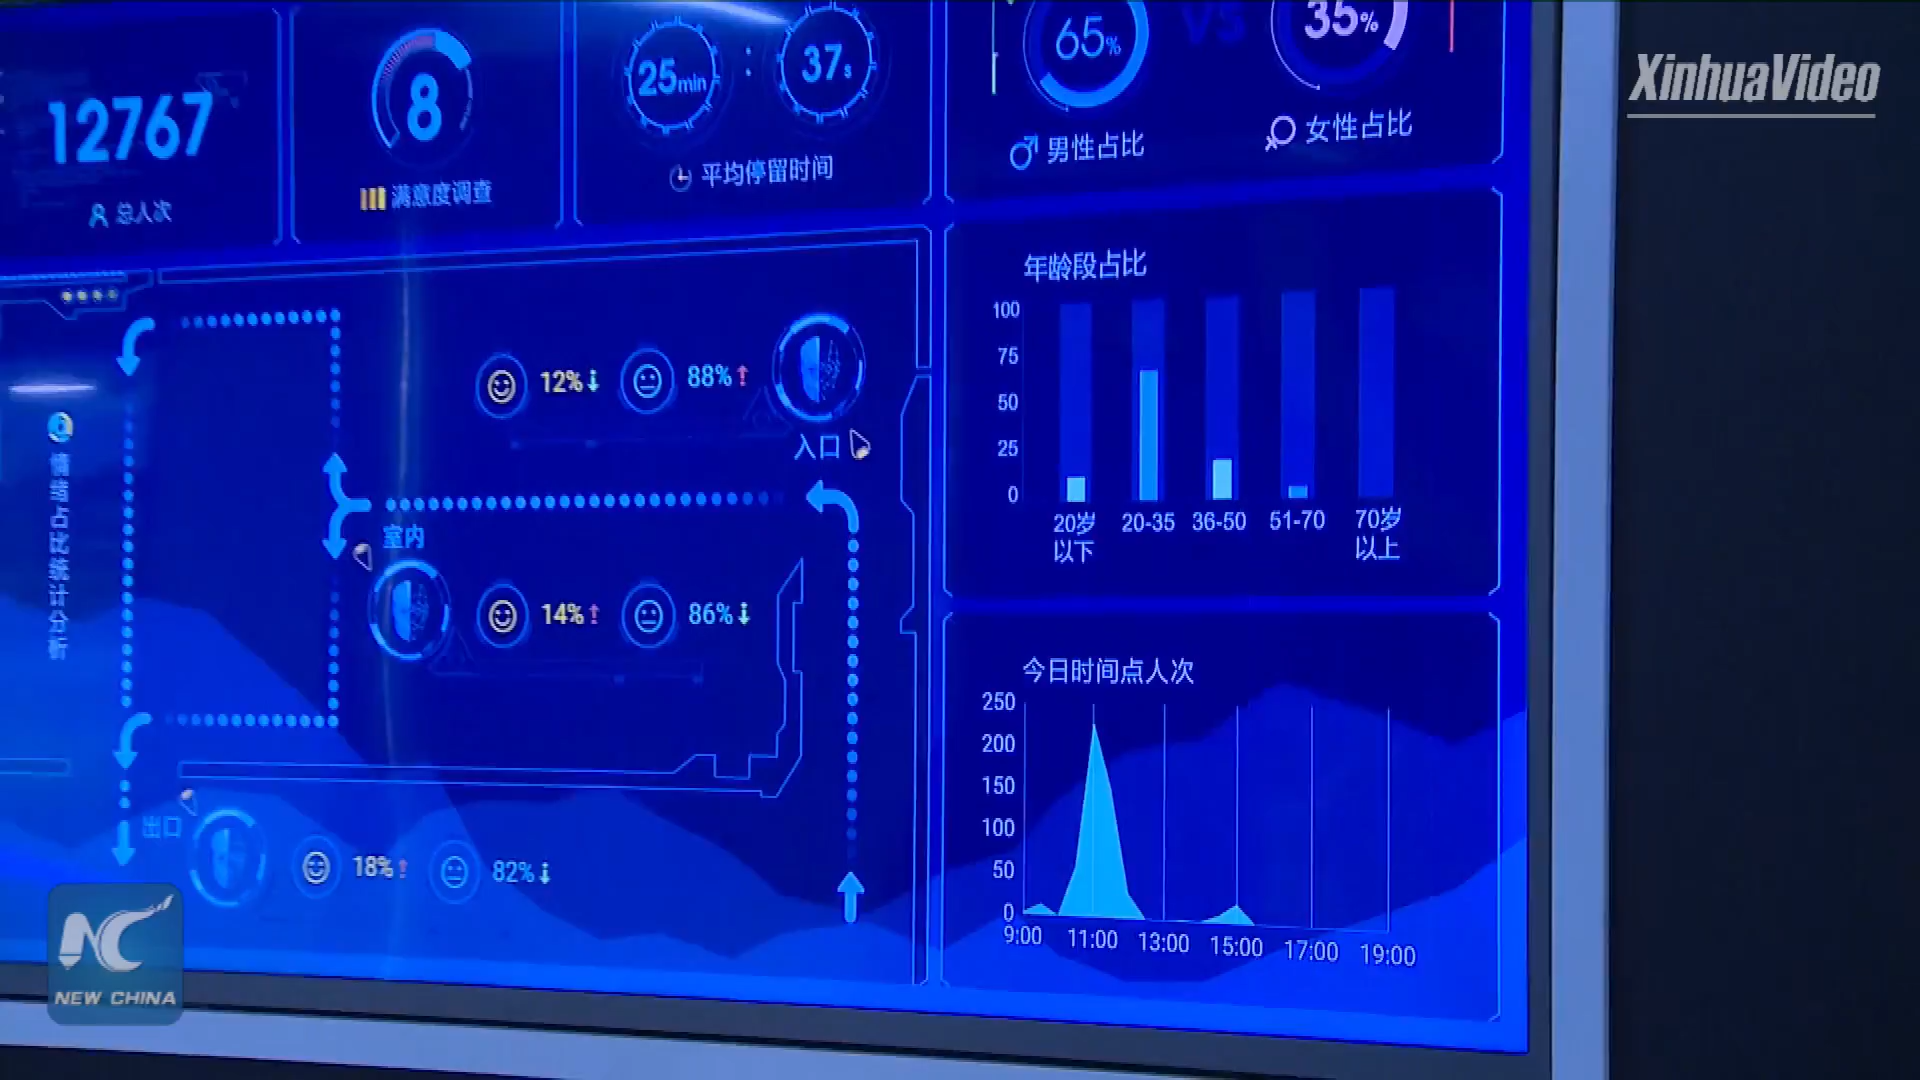 XinhuaVideo
12767
总人次
8
满意度调查
25min : 37s
平均停留时间
65%
男性占比
VS
35%
女性占比
情绪占比统计分析
12%
88%
入口
室内
14%
86%
出口
18%
82%
年龄段占比
100
75
50
25
0
20岁以下 20-35 36-50 51-70 70岁以上
今日时间点人次
250
200
150
100
50
0
9:00 11:00 13:00 15:00 17:00 19:00
NC
NEW CHINA